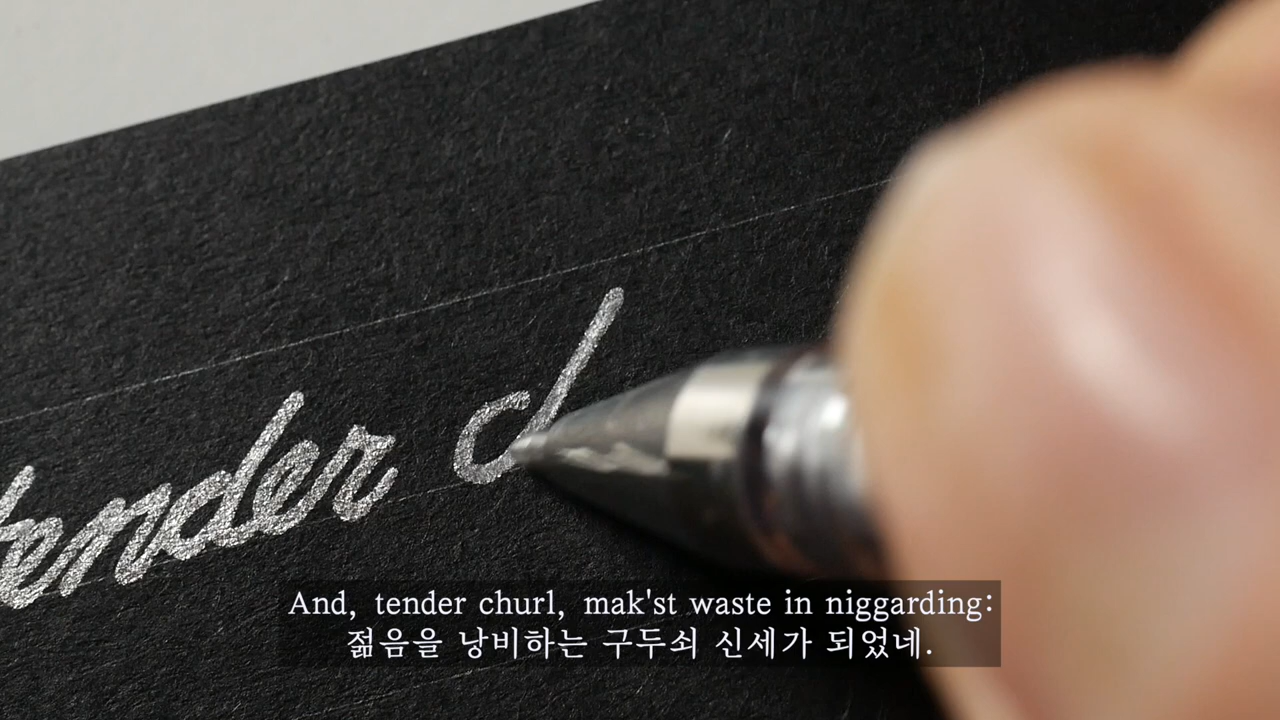 tender ch
And, tender churl, mak'st waste in niggarding:
젊음을 낭비하는 구두쇠 신세가 되었네.